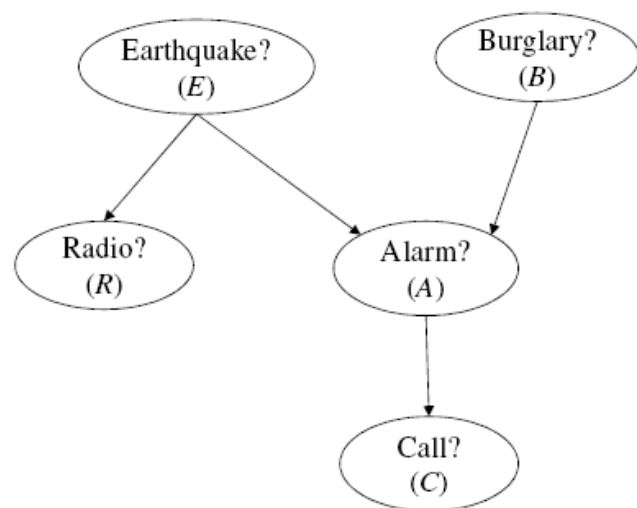 Earthquake?
(E)
Burglary?
(B)
Radio?
(R)
Alarm?
(A)
Call?
(C)